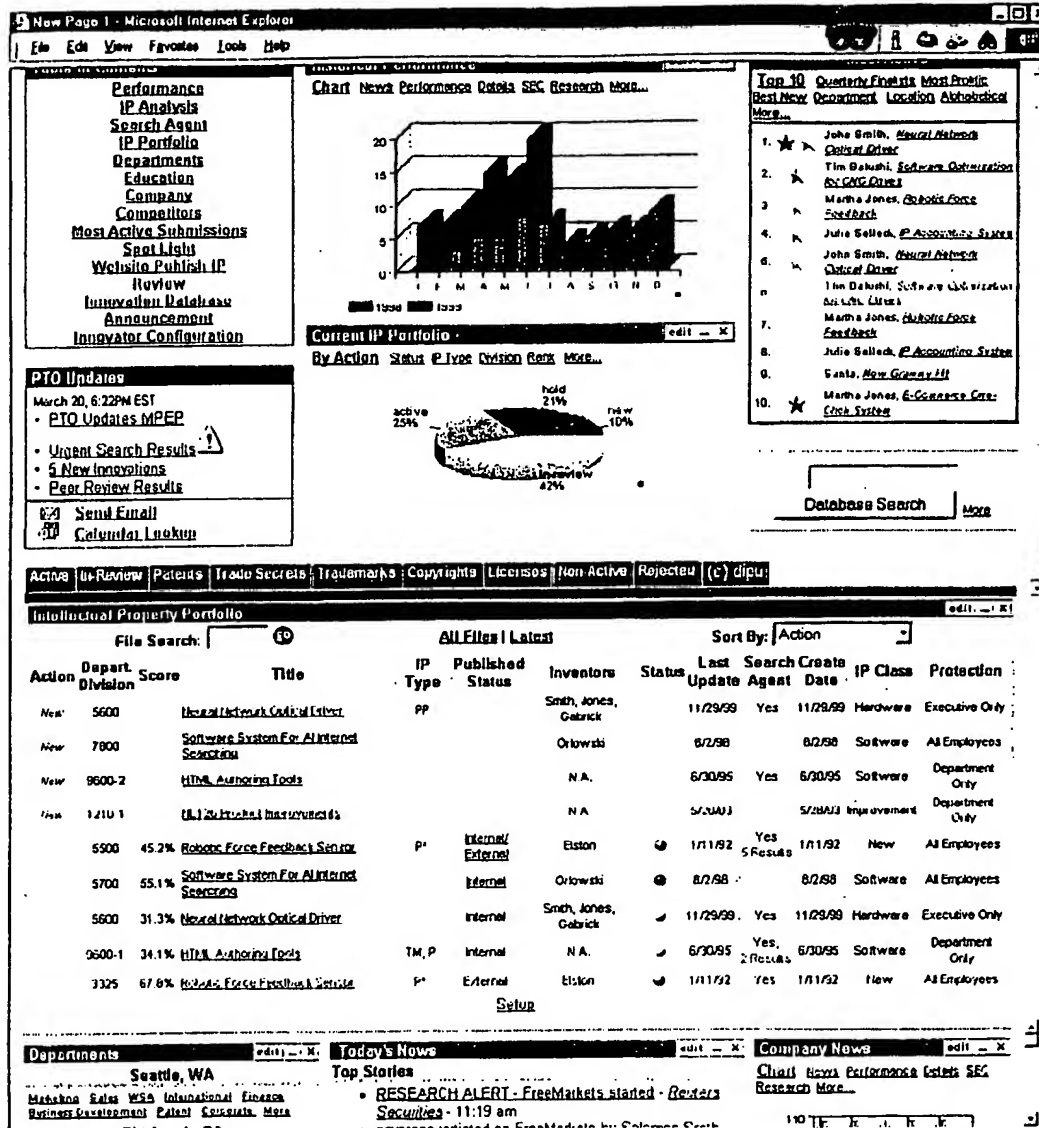 New Page 1 - Microsoft Internet Explorer
File Edit View Favorites Tools Help
Performance
IP Analysis
Search Agent
IP Portfolio
Departments
Education
Company
Competitors
Most Active Submissions
Spot Light
Website Publish IP
Review
Innovation Database
Announcement
Innovator Configuration
PTO Updates
March 20, 6:22PM EST
• PTO Updates MPEP
• Urgent Search Results
• 5 New Innovations
• Peer Review Results
Send Email
Calendar Lookup
Chart News Performance Details SEC Research More...
20
15
10
5
0
J F M A M J J A S O N D
1998 1999
Current IP Portfolio - edit _ X
By Action Status IP Type Division Rank More...
hold
21%
new
10%
active
25%
in-review
42%
Top 10 Quarterly Finalists Most Prolific
Best New Department Location Alphabetical
More...
1. John Smith, Neural Network
Optical Driver
2. Tim Balushi, Software Optimization
for CNC Drives
3 Martha Jones, Robotic Force
Feedback
4. Julie Selleck, IP Accounting System
John Smith, Neural Network
Optical Driver
Tim Balushi, Software Optimization
7. Martha Jones, Robotic Force
Feedback
8. Julie Selleck, IP Accounting System
9. Santa,
10. Martha Jones, E-Commerce One-
Click System
Database Search More
Active In-Review Patents Trade Secrets Trademarks Copyrights Licenses Non-Active Rejected (c) dipu
Intellectual Property Portfolio edit _ X
File Search: go All Files | Latest Sort By: Action
Action Depart. Division Score Title IP Type Published Status Inventors Status Last Update Search Agent Create Date IP Class Protection
New 5600 Neural Network Optical Driver PP Smith, Jones, Gabrick 11/29/99 Yes 11/29/99 Hardware Executive Only
New 7800 Software System For AI Internet Searching Orlowski 8/2/98 8/2/98 Software All Employees
New 9600-2 HTML Authoring Tools N.A. 6/30/95 Yes 6/30/95 Software Department Only
New 1210-1 N A Improvement Department Only
5500 45.2% Robotic Force Feedback Sensor P* Internal/ External Elston 1/11/92 Yes 5 Results 1/11/92 New All Employees
5700 55.1% Software System For AI Internet Searching Internal Orlowski 8/2/98 8/2/98 Software All Employees
5600 31.3% Neural Network Optical Driver Internal Smith, Jones, Gabrick 11/29/99 Yes 11/29/99 Hardware Executive Only
9600-1 34.1% HTML Authoring Tools TM, P Internal N.A. 6/30/95 Yes, 2 Results 6/30/95 Software Department Only
3325 67.8% Robotic Force Feedback Sensor P* External Elston 1/11/92 Yes 1/11/92 New All Employees
Setup
Departments edit _ X
Seattle, WA
Marketing Sales WSA International Finance
Business Development Patent Corporate More
Today's News edit _ X
Top Stories
• RESEARCH ALERT - FreeMarkets started - Reuters
Securities - 11:19 am
Company News edit _ X
Chart News Performance Details SEC
Research More...
110